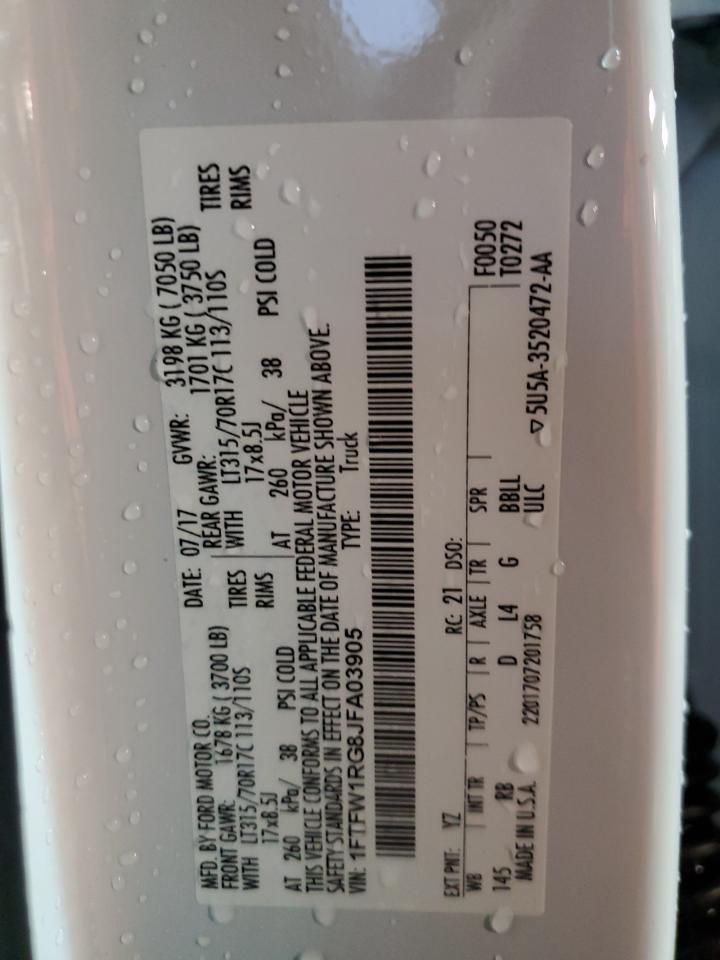 MFD. BY FORD MOTOR CO. DATE: 07/17 GVWR: 3198 KG ( 7050 LB)
FRONT GAWR: 1678 KG ( 3700 LB) REAR GAWR: 1701 KG ( 3750 LB)
WITH LT315/70R17C 113/110S TIRES WITH LT315/70R17C 113/110S TIRES
17x8.5J RIMS 17x8.5J RIMS
AT 260 kPa/ 38 PSI COLD AT 260 kPa/ 38 PSI COLD
THIS VEHICLE CONFORMS TO ALL APPLICABLE FEDERAL MOTOR VEHICLE
SAFETY STANDARDS IN EFFECT ON THE DATE OF MANUFACTURE SHOWN ABOVE.
VIN: 1FTFW1RG8JFA03905 TYPE: Truck
EXT PNT: YZ RC: 21 DSO:
WB INT TR TP/PS R AXLE TR SPR F0050
145 RB D L4 G BBLL T0272
MADE IN U.S.A. 2201707201758 ULC ▽5U5A-3520472-AA